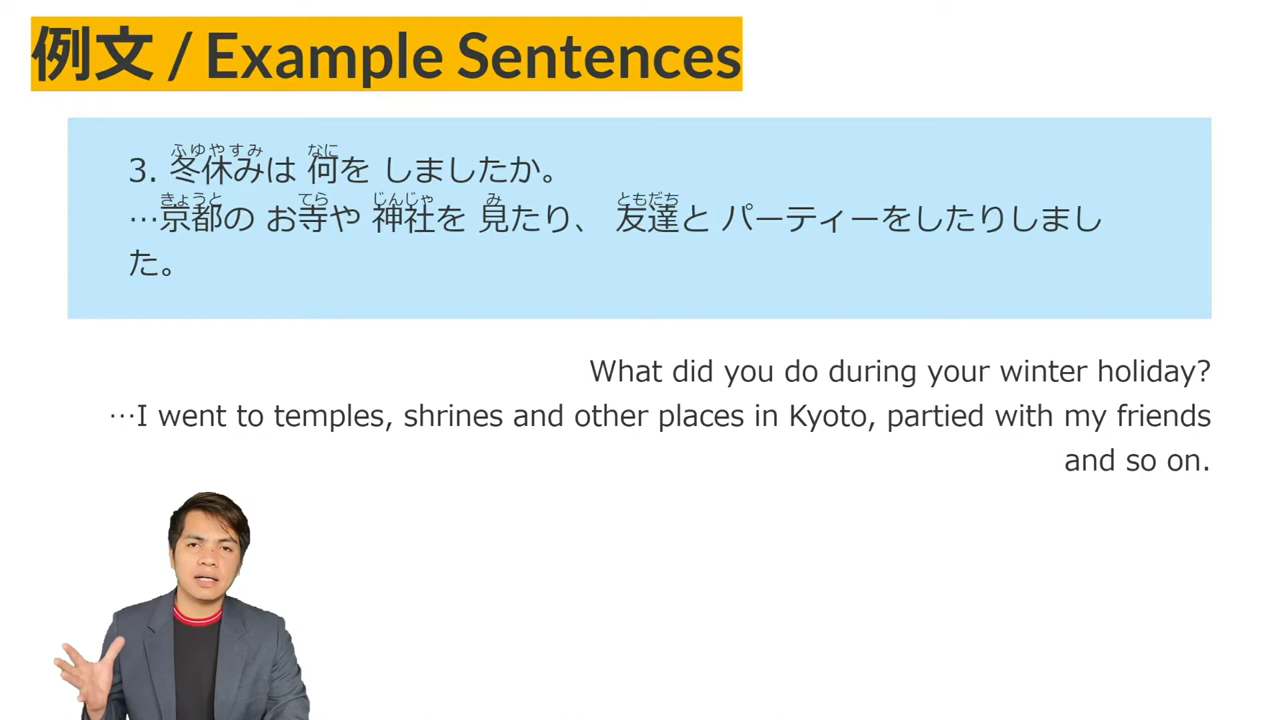 例文 / Example Sentences
ふゆやすみ なに
3. 冬休みは 何を しましたか。
きょうと てら じんじゃ み ともだち
…京都の お寺や 神社を 見たり、 友達と パーティーをしたりしまし
た。
What did you do during your winter holiday?
…I went to temples, shrines and other places in Kyoto, partied with my friends
and so on.